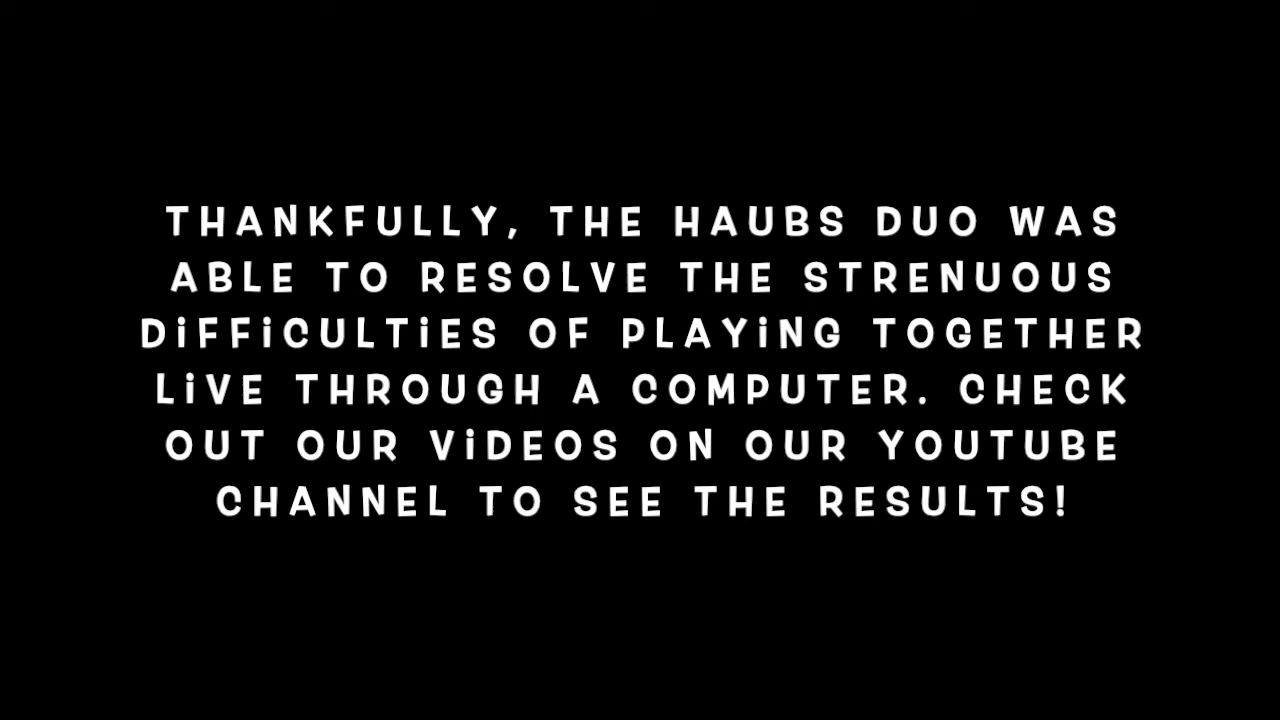 THANKFULLY, THE HAUBS DUO WAS
ABLE TO RESOLVE THE STRENUOUS
DiFFiCULTiES OF PLAYiNG TOGETHER
LiVE THROUGH A COMPUTER. CHECK
OUT OUR ViDEOS ON OUR YOUTUBE
CHANNEL TO SEE THE RESULTS!